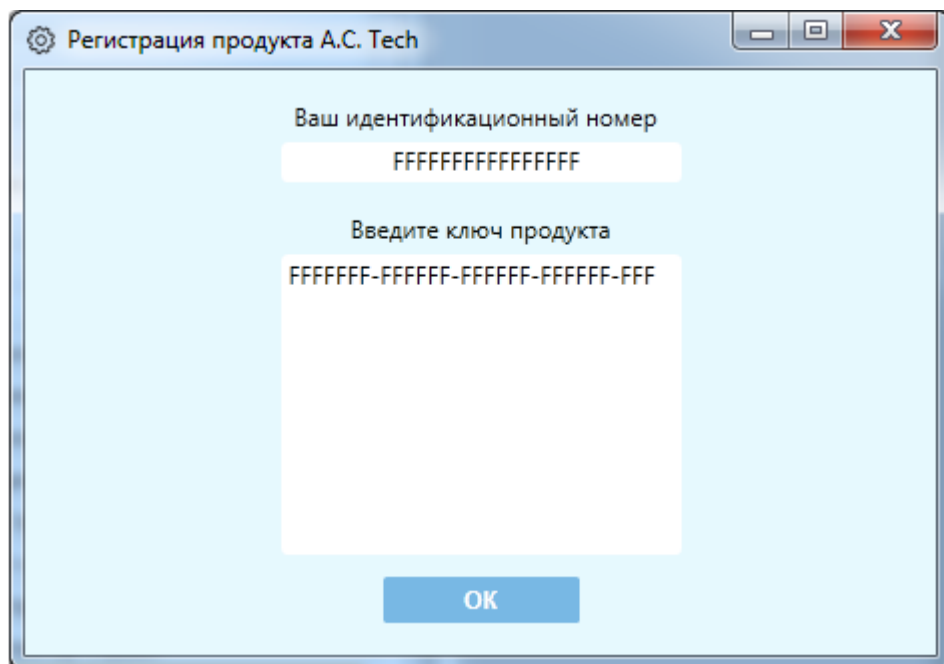 Регистрация продукта A.C. Tech
Ваш идентификационный номер
FFFFFFFFFFFFFFFF
Введите ключ продукта
FFFFFFF-FFFFFF-FFFFFF-FFFFFF-FFF
OK